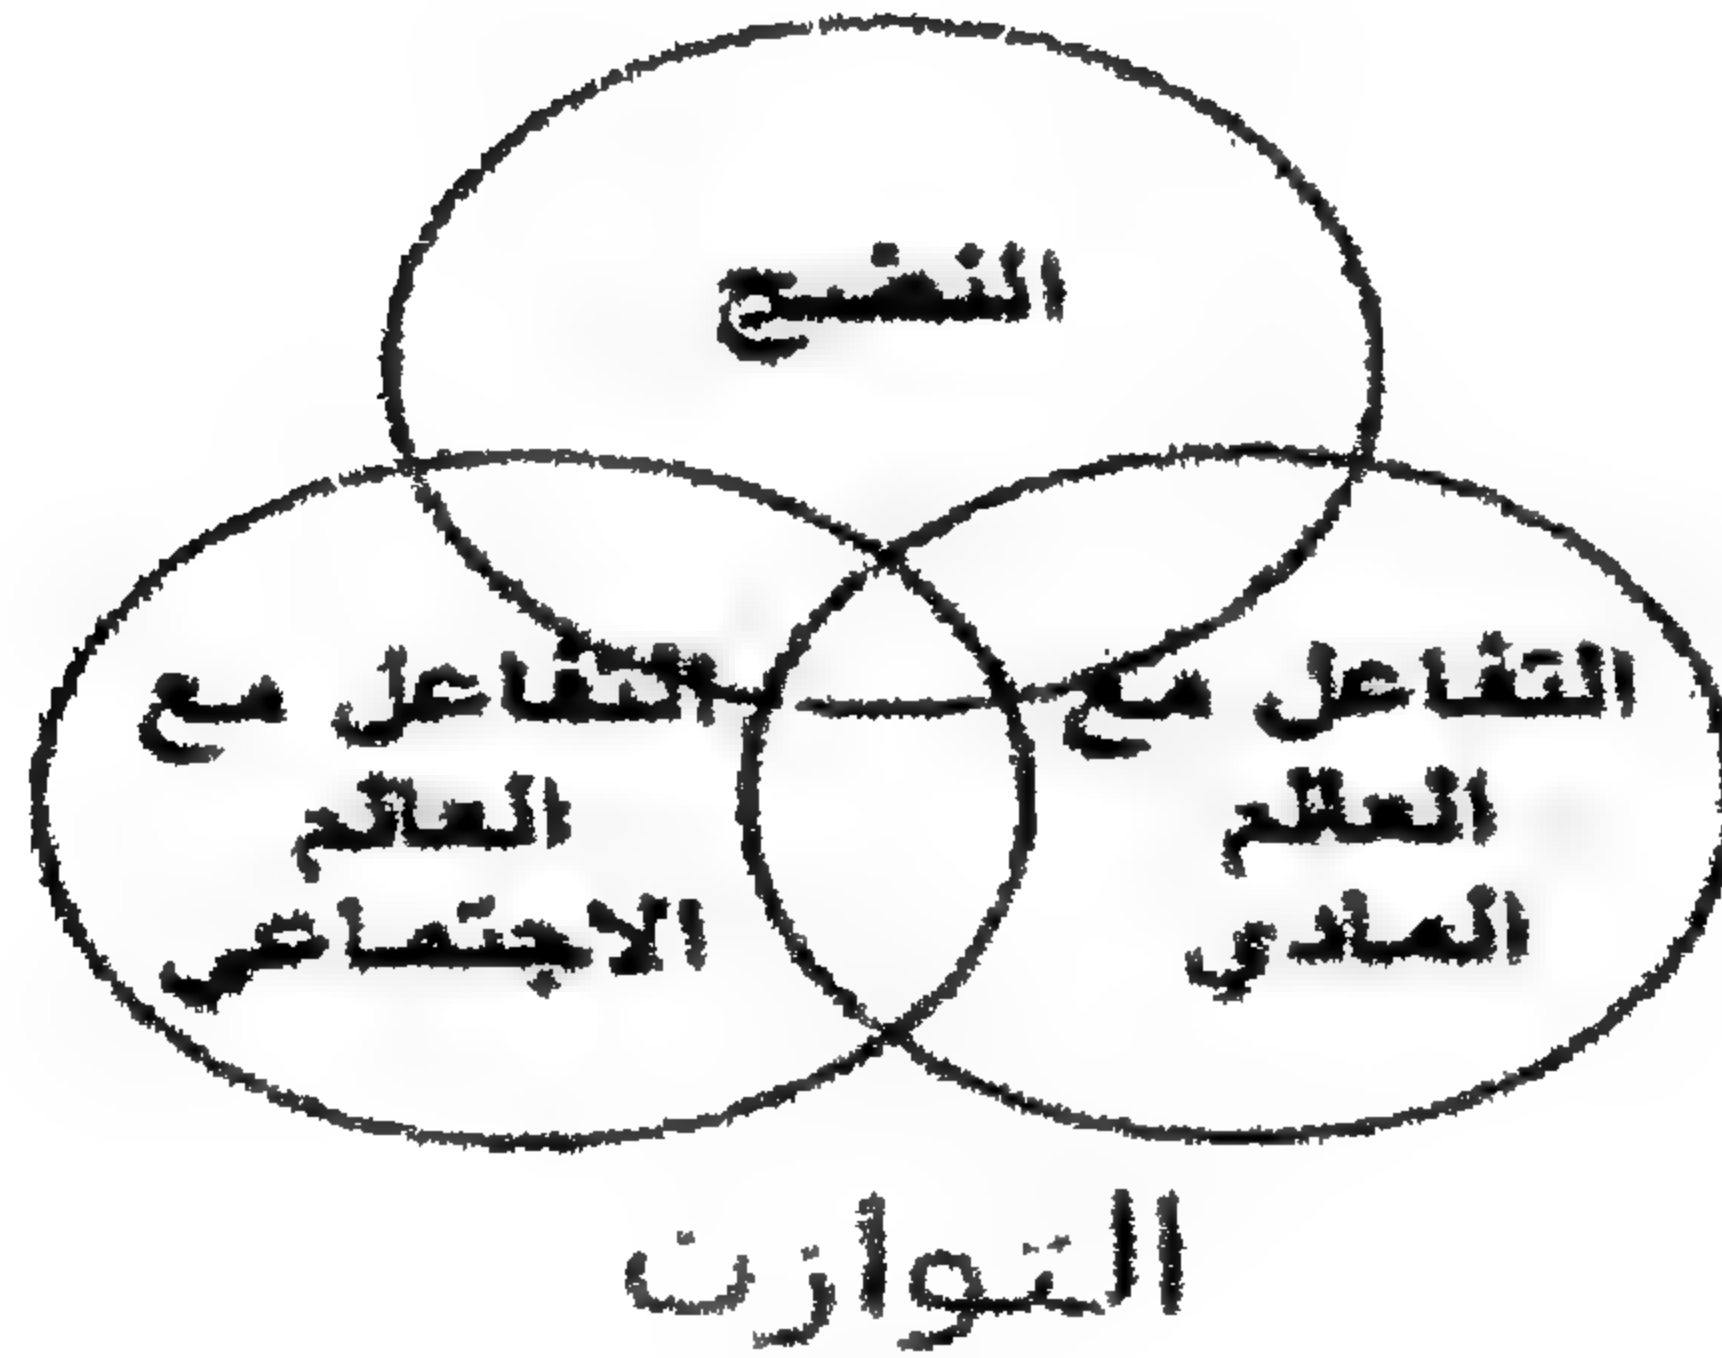 النضج
التفاعل مع
العالم
المادي
التفاعل مع
العالم
الاجتماعي
التوازن